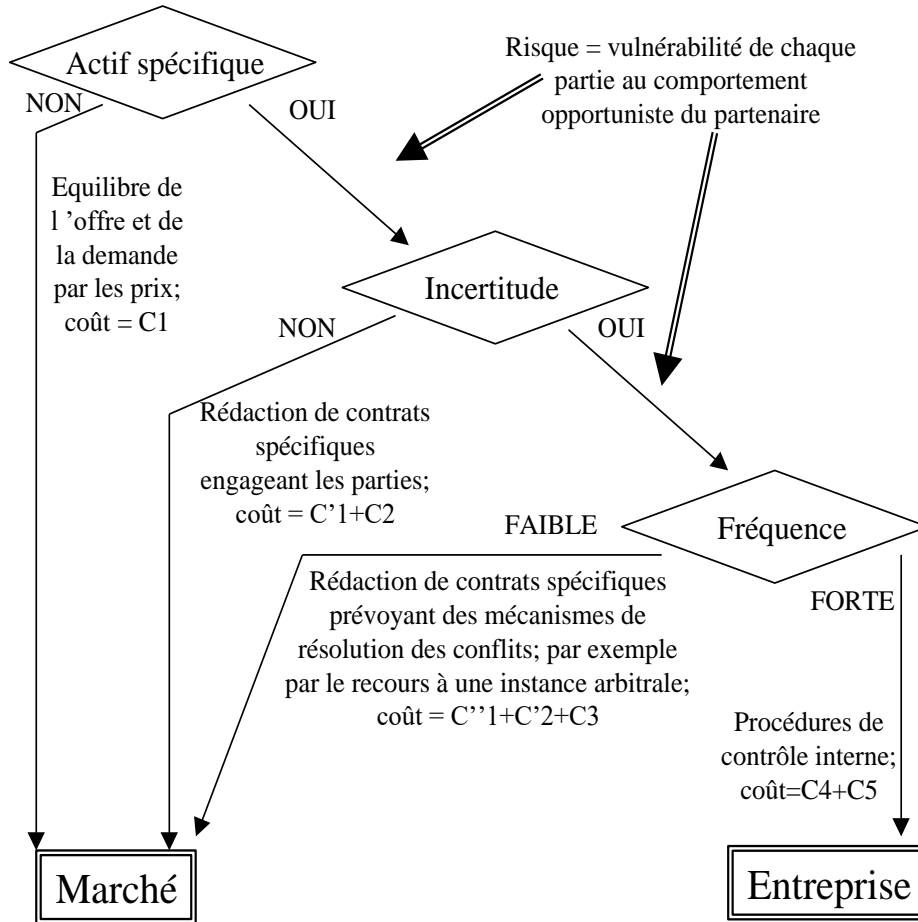 Actif spécifique
Risque = vulnérabilité de chaque
partie au comportement
opportuniste du partenaire
NON
OUI
Equilibre de
l ’offre et de
la demande
par les prix;
coût = C1
Incertitude
NON
OUI
Rédaction de contrats
spécifiques
engageant les parties;
coût = C’1+C2
Fréquence
FAIBLE
FORTE
Rédaction de contrats spécifiques
prévoyant des mécanismes de
résolution des conflits; par exemple
par le recours à une instance arbitrale;
coût = C’’1+C’2+C3
Procédures de
contrôle interne;
coût=C4+C5
Marché
Entreprise